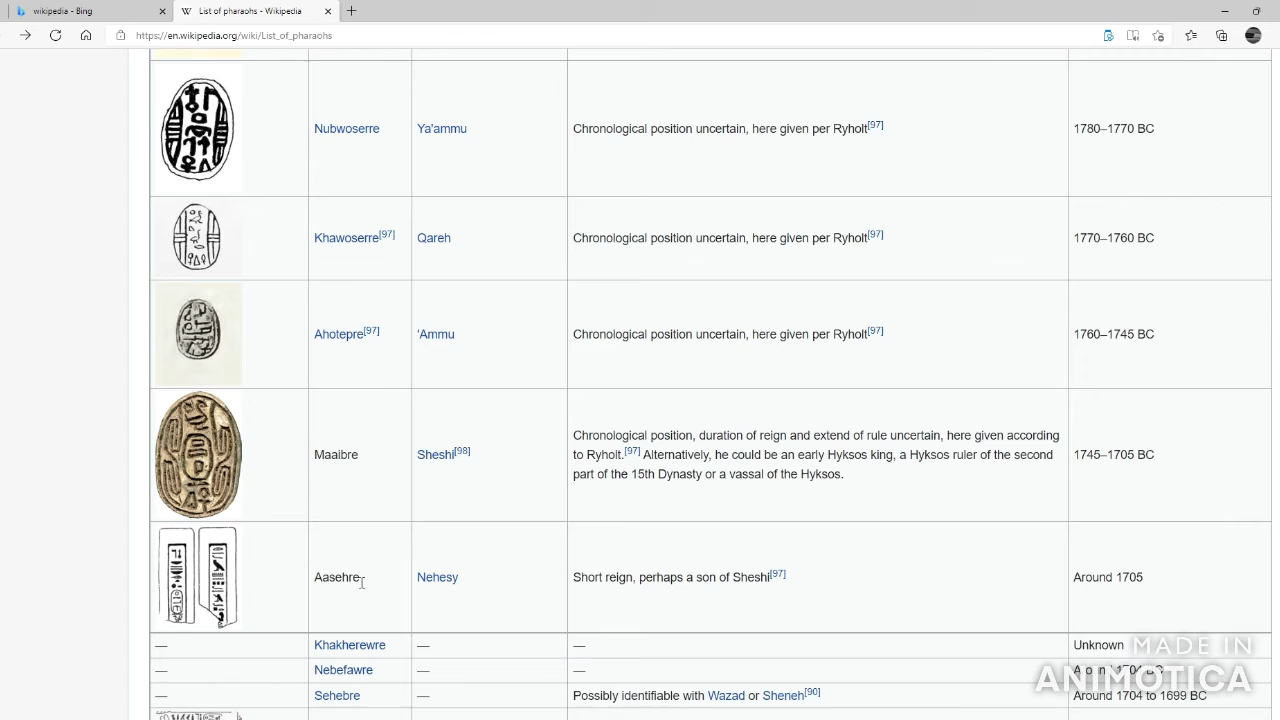 wikipedia - Bing
W List of pharaohs - Wikipedia
https://en.wikipedia.org/wiki/List_of_pharaohs
Nubwoserre Ya'ammu Chronological position uncertain, here given per Ryholt[97] 1780–1770 BC
Khawoserre[97] Qareh Chronological position uncertain, here given per Ryholt[97] 1770–1760 BC
Ahotepre[97] 'Ammu Chronological position uncertain, here given per Ryholt[97] 1760–1745 BC
Chronological position, duration of reign and extend of rule uncertain, here given according
Maaibre Sheshi[98] to Ryholt.[97] Alternatively, he could be an early Hyksos king, a Hyksos ruler of the second 1745–1705 BC
part of the 15th Dynasty or a vassal of the Hyksos.
Aasehre Nehesy Short reign, perhaps a son of Sheshi[97] Around 1705
— Khakherewre — — Unknown
MADE IN
— Nebefawre — — Around 1704 BC
ANIMOTICA
— Sehebre — Possibly identifiable with Wazad or Sheneh[90] Around 1704 to 1699 BC